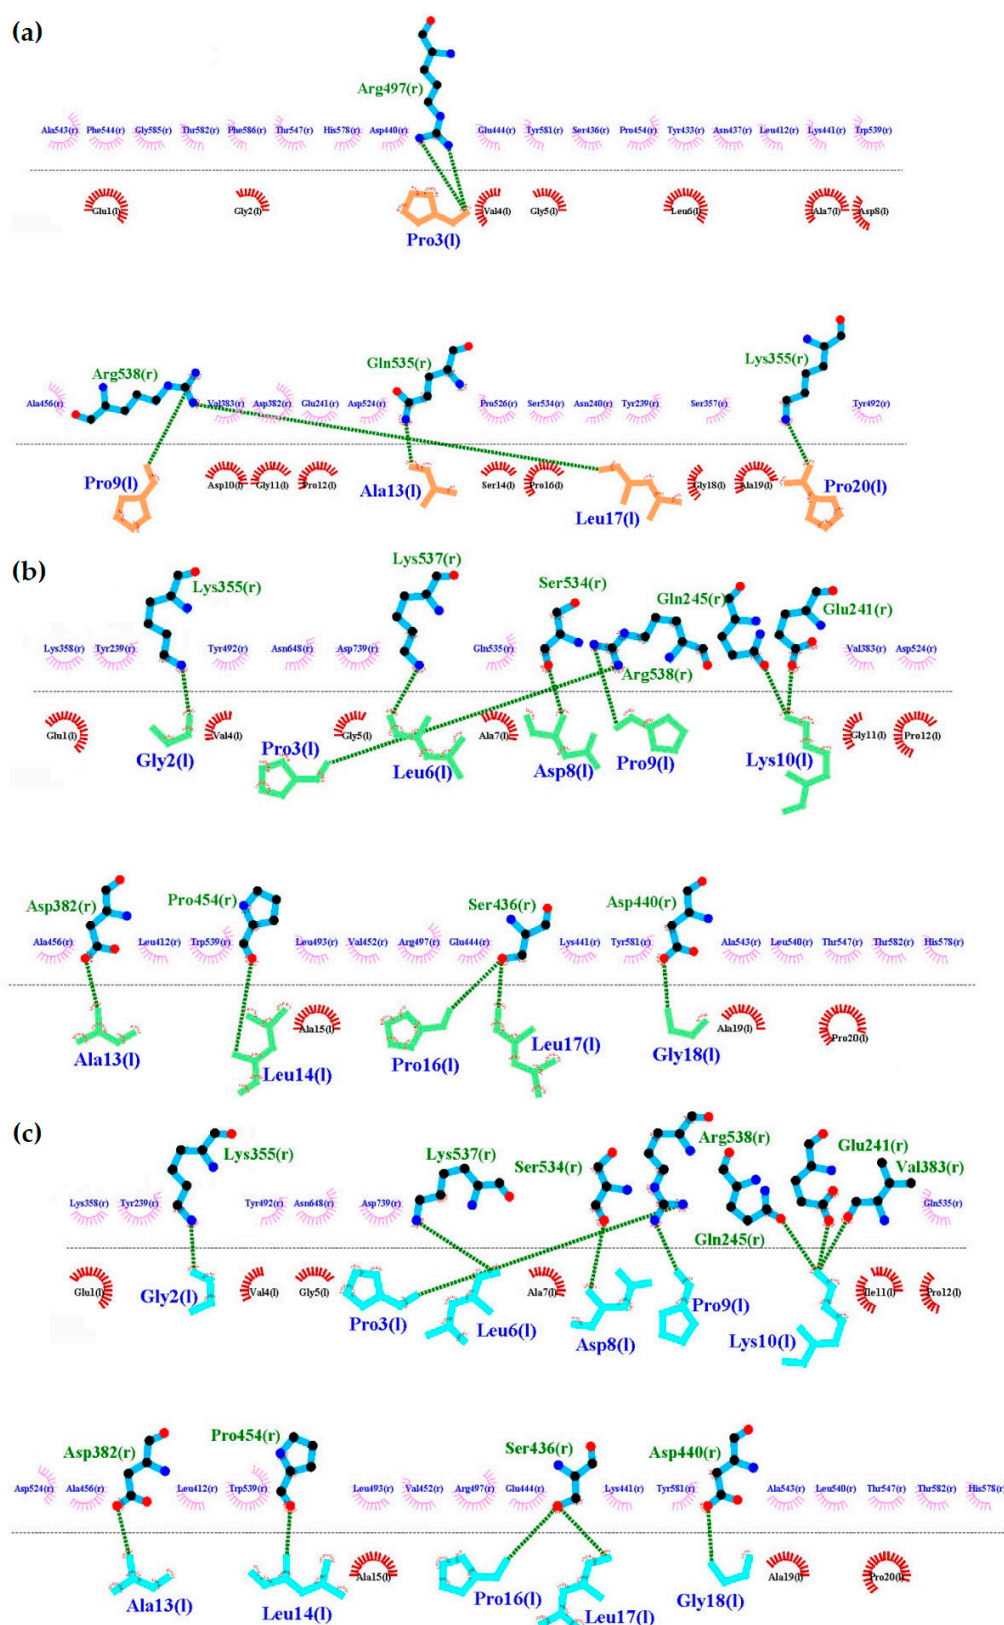 (a)
Arg497(r)
Ala543(r) Phe544(r) Gly585(r) Thr582(r) Phe586(r) Thr547(r) His578(r) Asp440(r) Glu444(r) Tyr581(r) Ser436(r) Pro454(r) Tyr433(r) Asn437(r) Leu412(r) Lys441(r) Trp539(r)
Glu1(l) Gly2(l) Val4(l) Gly5(l) Leu6(l) Ala7(l) Asp8(l)
Pro3(l)
Arg538(r) Gln535(r) Lys355(r)
Ala456(r) Val383(r) Asp382(r) Glu241(r) Asp524(r) Pro526(r) Ser534(r) Asn240(r) Tyr239(r) Ser357(r) Tyr492(r)
Pro9(l) Asp10(l) Gly11(l) Pro12(l) Ala13(l) Ser14(l) Pro16(l) Leu17(l) Gly18(l) Ala19(l) Pro20(l)
(b)
Lys355(r) Lys537(r) Ser534(r) Gln245(r) Glu241(r)
Lys358(r) Tyr239(r) Tyr492(r) Asn648(r) Asp739(r) Gln535(r) Arg538(r) Val383(r) Asp524(r)
Glu1(l) Val4(l) Gly5(l) Ala7(l) Gly11(l) Pro12(l)
Gly2(l) Pro3(l) Leu6(l) Asp8(l) Pro9(l) Lys10(l)
Asp382(r) Pro454(r) Ser436(r) Asp440(r)
Ala456(r) Leu412(r) Trp539(r) Leu493(r) Val452(r) Arg497(r) Glu444(r) Lys441(r) Tyr581(r) Ala543(r) Leu540(r) Thr547(r) Thr582(r) His578(r)
Ala15(l) Ala19(l) Pro20(l)
Ala13(l) Leu14(l) Pro16(l) Leu17(l) Gly18(l)
(c)
Lys355(r) Lys537(r) Ser534(r) Arg538(r) Glu241(r) Val383(r)
Lys358(r) Tyr239(r) Tyr492(r) Asn648(r) Asp739(r) Gln245(r) Gln535(r)
Glu1(l) Val4(l) Gly5(l) Ala7(l) Ile11(l) Pro12(l)
Gly2(l) Pro3(l) Leu6(l) Asp8(l) Pro9(l) Lys10(l)
Asp382(r) Pro454(r) Ser436(r) Asp440(r)
Asp524(r) Ala456(r) Leu412(r) Trp539(r) Leu493(r) Val452(r) Arg497(r) Glu444(r) Lys441(r) Tyr581(r) Ala543(r) Leu540(r) Thr547(r) Thr582(r) His578(r)
Ala15(l) Ala19(l) Pro20(l)
Ala13(l) Leu14(l) Pro16(l) Leu17(l) Gly18(l)